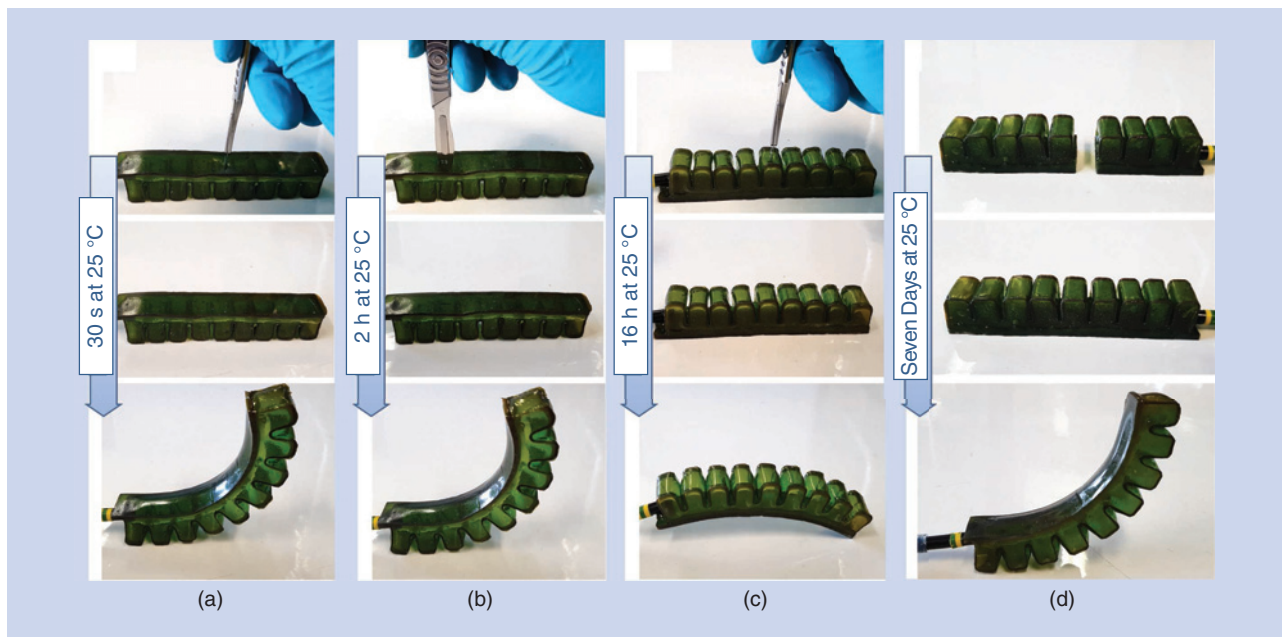 30 s at 25 °C
2 h at 25 °C
16 h at 25 °C
Seven Days at 25 °C
(a)
(b)
(c)
(d)